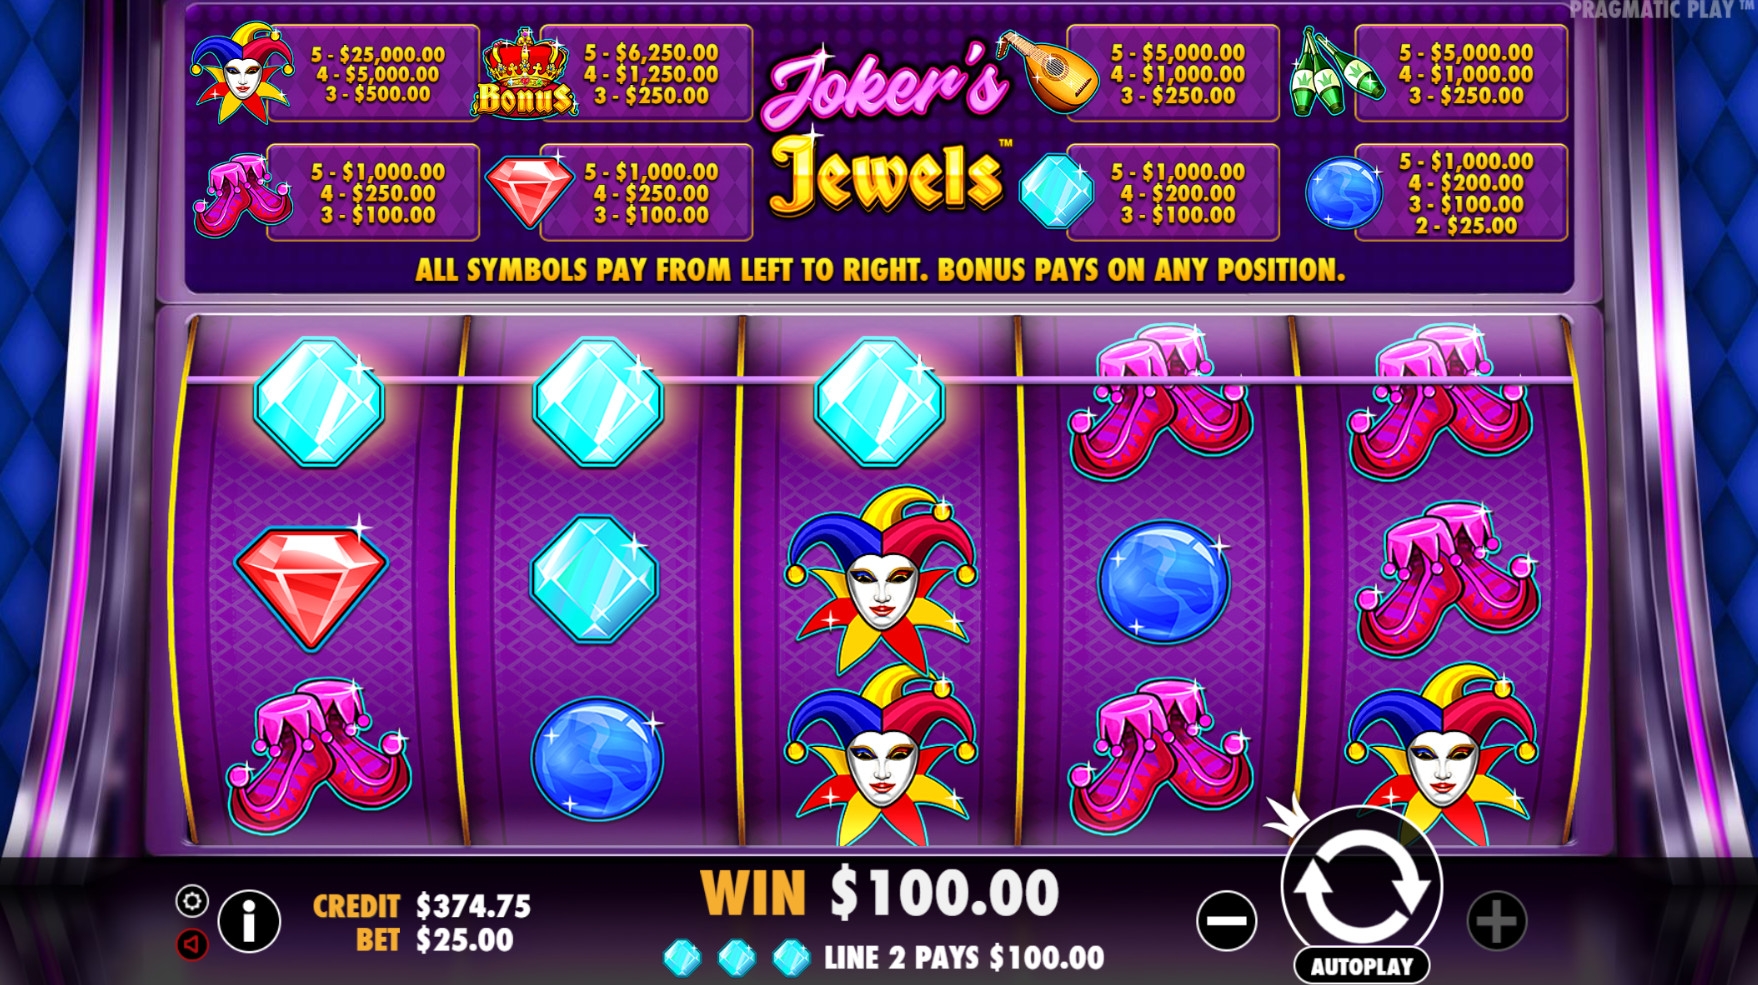 PRAGMATIC PLAY™
5 - $25,000.00
4 - $5,000.00
3 - $500.00
Bonus
5 - $6,250.00
4 - $1,250.00
3 - $250.00
Joker's
Jewels™
5 - $5,000.00
4 - $1,000.00
3 - $250.00
5 - $5,000.00
4 - $1,000.00
3 - $250.00
5 - $1,000.00
4 - $250.00
3 - $100.00
5 - $1,000.00
4 - $250.00
3 - $100.00
5 - $1,000.00
4 - $200.00
3 - $100.00
5 - $1,000.00
4 - $200.00
3 - $100.00
2 - $25.00
ALL SYMBOLS PAY FROM LEFT TO RIGHT. BONUS PAYS ON ANY POSITION.
CREDIT $374.75
BET $25.00
WIN $100.00
LINE 2 PAYS $100.00
AUTOPLAY